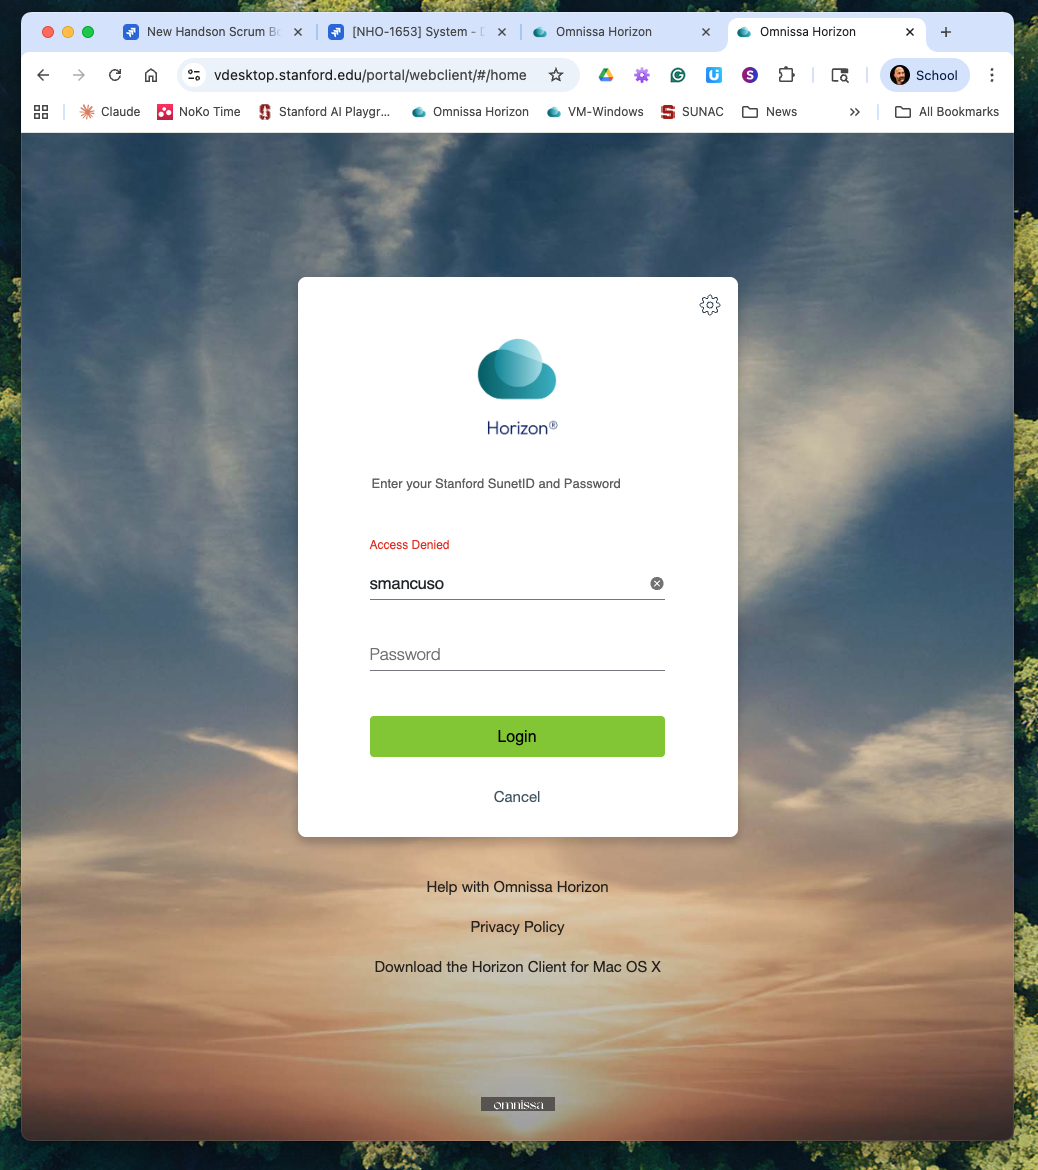 New Handson Scrum Bo
[NHO-1653] System - D
Omnissa Horizon
Omnissa Horizon
vdesktop.stanford.edu/portal/webclient/#/home
School
Claude
NoKo Time
Stanford AI Playgr...
Omnissa Horizon
VM-Windows
SUNAC
News
All Bookmarks
Horizon®
Enter your Stanford SunetID and Password
Access Denied
smancuso
Password
Login
Cancel
Help with Omnissa Horizon
Privacy Policy
Download the Horizon Client for Mac OS X
omnissa